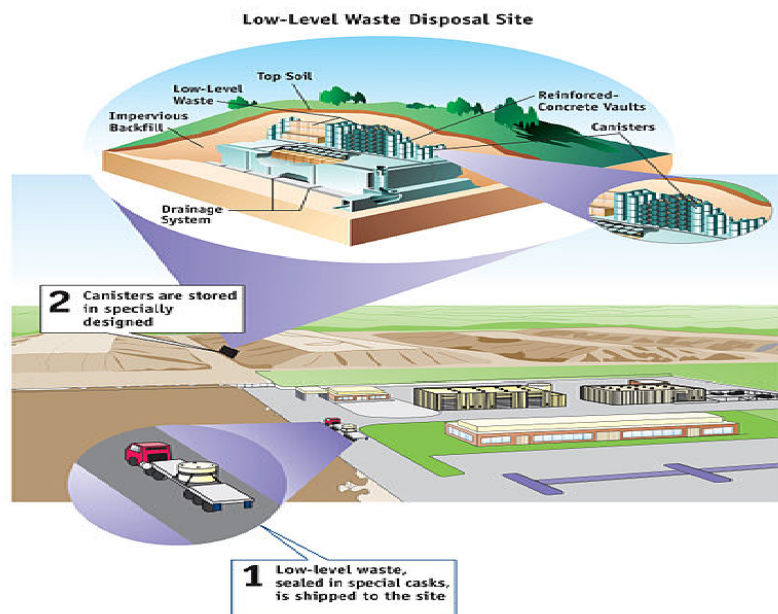 Low-Level Waste Disposal Site
Top Soil
Low-Level
Waste
Impervious
Backfill
Reinforced-
Concrete Vaults
Canisters
Drainage
System
2 Canisters are stored
in specially
designed
1 Low-level waste,
sealed in special casks,
is shipped to the site